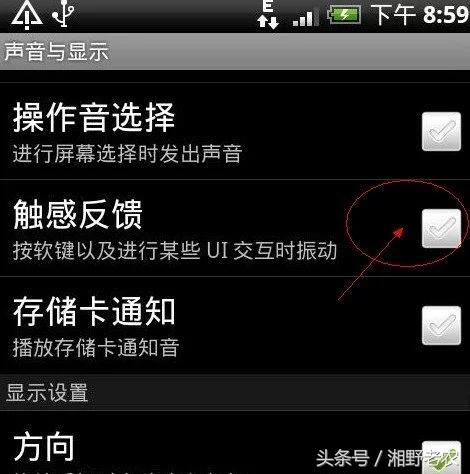 E
下午 8:59
声音与显示
操作音选择
进行屏幕选择时发出声音
触感反馈
按软键以及进行某些 UI 交互时振动
存储卡通知
播放存储卡通知音
显示设置
方向
头条号 / 湘野老农